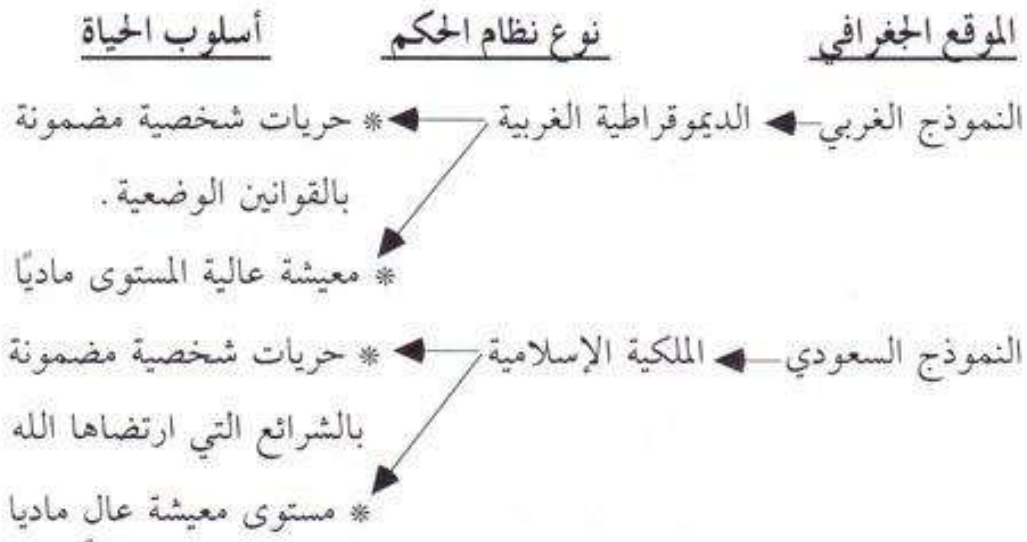 الموقع الجغرافي نوع نظام الحكم أسلوب الحياة
النموذج الغربي الديموقراطية الغربية * حريات شخصية مضمونة
بالقوانين الوضعية.
* معيشة عالية المستوى ماديًا
النموذج السعودي الملكية الإسلامية * حريات شخصية مضمونة
بالشرائع التي ارتضاها الله
* مستوى معيشة عال ماديا